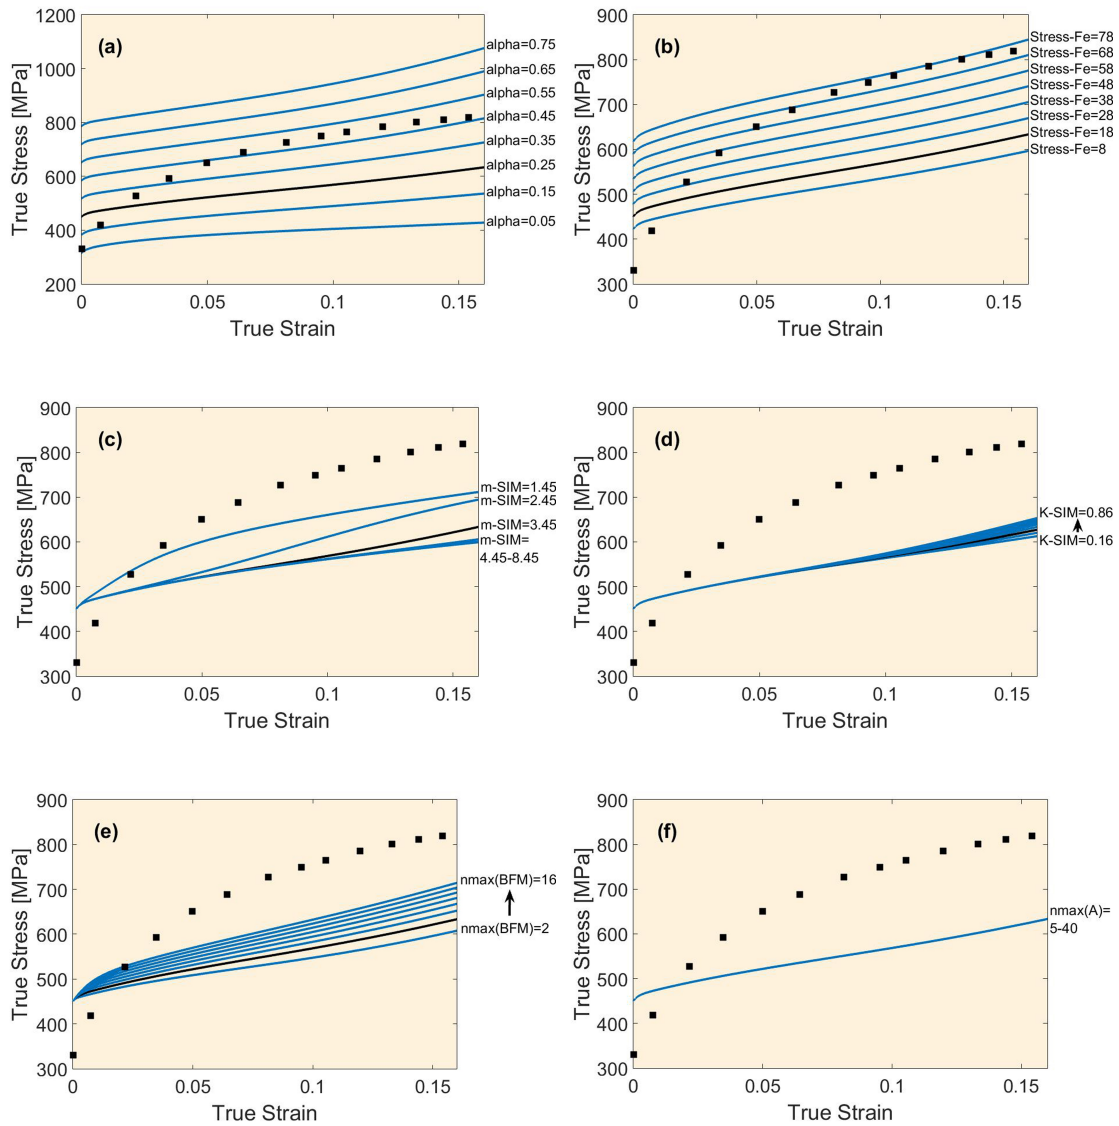 (a)
1200
1000
800
600
400
200
True Stress [MPa]
0
0.05
0.1
0.15
True Strain
alpha=0.75
alpha=0.65
alpha=0.55
alpha=0.45
alpha=0.35
alpha=0.25
alpha=0.15
alpha=0.05
(b)
900
800
700
600
500
400
300
True Stress [MPa]
0
0.05
0.1
0.15
True Strain
Stress-Fe=78
Stress-Fe=68
Stress-Fe=58
Stress-Fe=48
Stress-Fe=38
Stress-Fe=28
Stress-Fe=18
Stress-Fe=8
(c)
900
800
700
600
500
400
300
True Stress [MPa]
0
0.05
0.1
0.15
True Strain
m-SIM=1.45
m-SIM=2.45
m-SIM=3.45
m-SIM=
4.45-8.45
(d)
900
800
700
600
500
400
300
True Stress [MPa]
0
0.05
0.1
0.15
True Strain
K-SIM=0.86
K-SIM=0.16
(e)
900
800
700
600
500
400
300
True Stress [MPa]
0
0.05
0.1
0.15
True Strain
nmax(BFM)=16
nmax(BFM)=2
(f)
900
800
700
600
500
400
300
True Stress [MPa]
0
0.05
0.1
0.15
True Strain
nmax(A)=
5-40